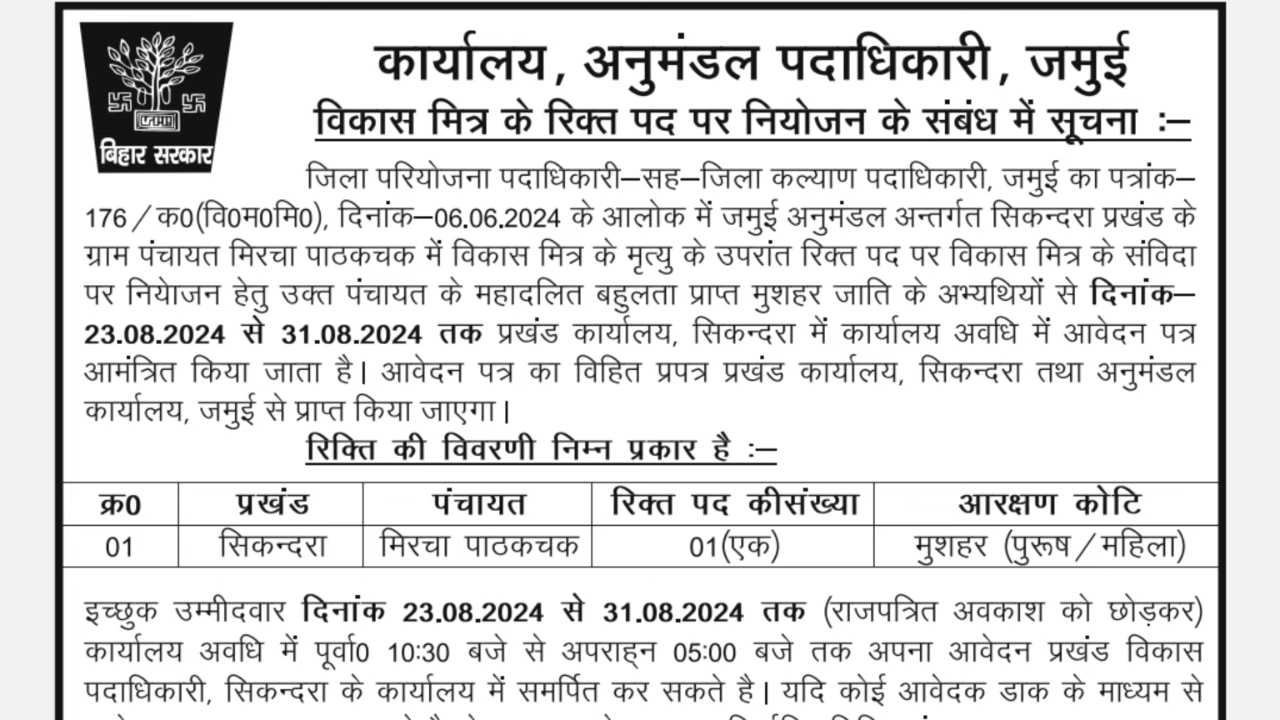 बिहार सरकार
कार्यालय, अनुमंडल पदाधिकारी, जमुई
विकास मित्र के रिक्त पद पर नियोजन के संबंध में सूचना :–
जिला परियोजना पदाधिकारी–सह–जिला कल्याण पदाधिकारी, जमुई का पत्रांक–
176/क0(वि0म0मि0), दिनांक–06.06.2024 के आलोक में जमुई अनुमंडल अन्तर्गत सिकन्दरा प्रखंड के
ग्राम पंचायत मिरचा पाठकचक में विकास मित्र के मृत्यु के उपरांत रिक्त पद पर विकास मित्र के संविदा
पर नियोजन हेतु उक्त पंचायत के महादलित बहुलता प्राप्त मुशहर जाति के अभ्यथियों से दिनांक–
23.08.2024 से 31.08.2024 तक प्रखंड कार्यालय, सिकन्दरा में कार्यालय अवधि में आवेदन पत्र
आमंत्रित किया जाता है। आवेदन पत्र का विहित प्रपत्र प्रखंड कार्यालय, सिकन्दरा तथा अनुमंडल
कार्यालय, जमुई से प्राप्त किया जाएगा।
रिक्ति की विवरणी निम्न प्रकार है :–
क्र0 प्रखंड पंचायत रिक्त पद कीसंख्या आरक्षण कोटि
01 सिकन्दरा मिरचा पाठकचक 01(एक) मुशहर (पुरूष/महिला)
इच्छुक उम्मीदवार दिनांक 23.08.2024 से 31.08.2024 तक (राजपत्रित अवकाश को छोड़कर)
कार्यालय अवधि में पूर्वा0 10:30 बजे से अपराह्न 05:00 बजे तक अपना आवेदन प्रखंड विकास
पदाधिकारी, सिकन्दरा के कार्यालय में समर्पित कर सकते है। यदि कोई आवेदक डाक के माध्यम से